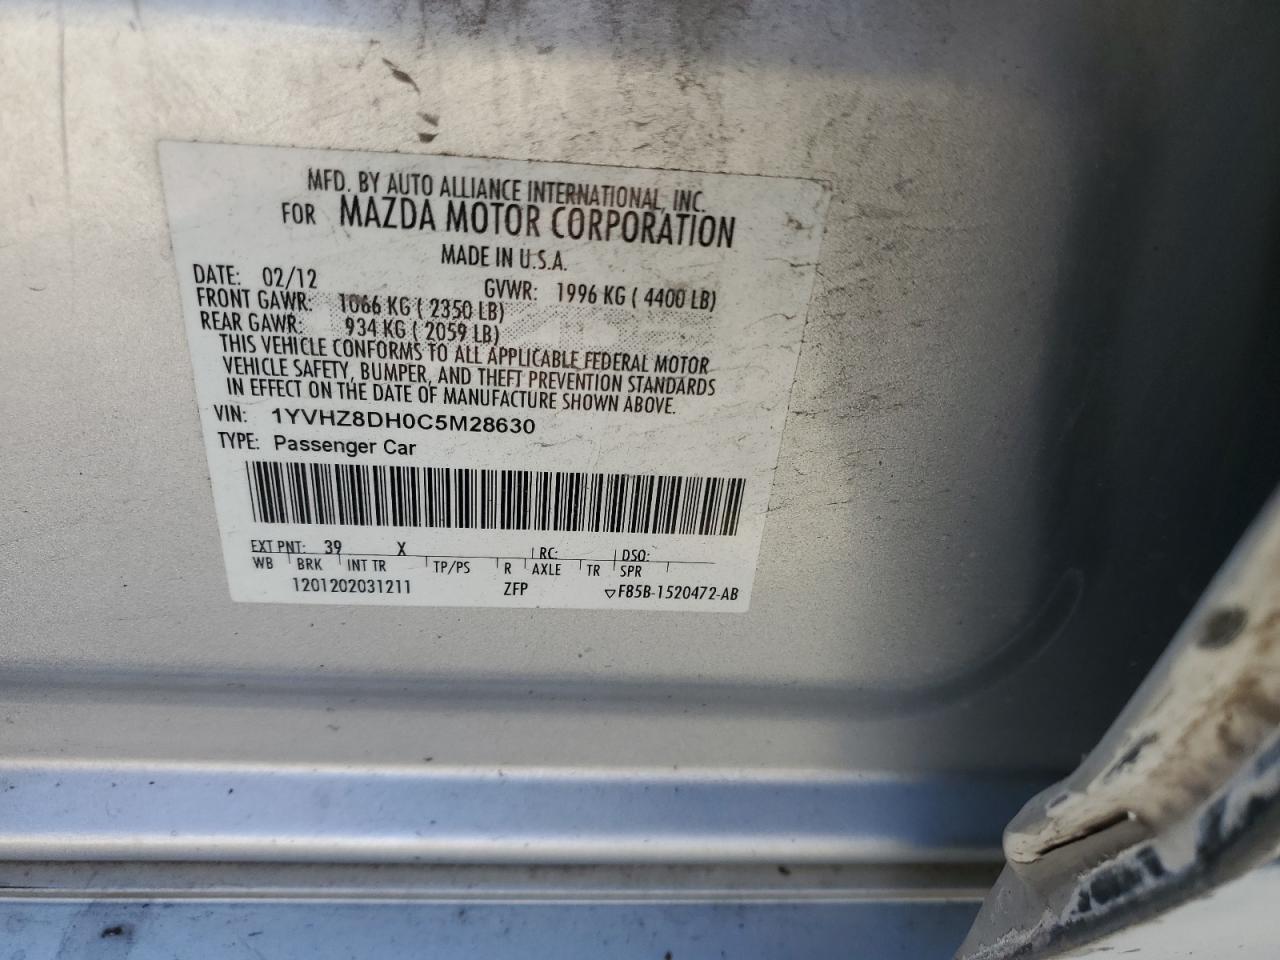 MFD. BY AUTO ALLIANCE INTERNATIONAL, INC.
FOR MAZDA MOTOR CORPORATION
MADE IN U.S.A.
DATE: 02/12 GVWR: 1996 KG ( 4400 LB)
FRONT GAWR: 1066 KG ( 2350 LB)
REAR GAWR: 934 KG ( 2059 LB)
THIS VEHICLE CONFORMS TO ALL APPLICABLE FEDERAL MOTOR
VEHICLE SAFETY, BUMPER, AND THEFT PREVENTION STANDARDS
IN EFFECT ON THE DATE OF MANUFACTURE SHOWN ABOVE.
VIN: 1YVHZ8DH0C5M28630
TYPE: Passenger Car
EXT PNT: 39 X RC: DSO:
WB BRK INT TR TP/PS R AXLE TR SPR
1201202031211 ZFP ▽F85B-1520472-AB